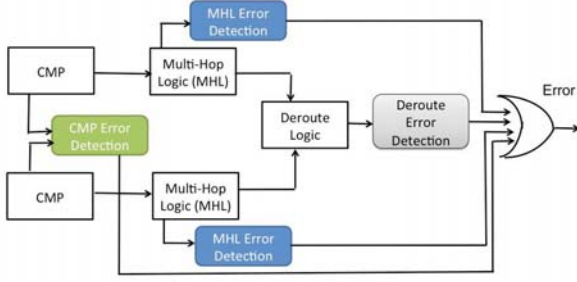 MHL Error
Detection
CMP
Multi-Hop
Logic (MHL)
Error
CMP Error
Detection
Deroute
Logic
Deroute
Error
Detection
CMP
Multi-Hop
Logic (MHL)
MHL Error
Detection